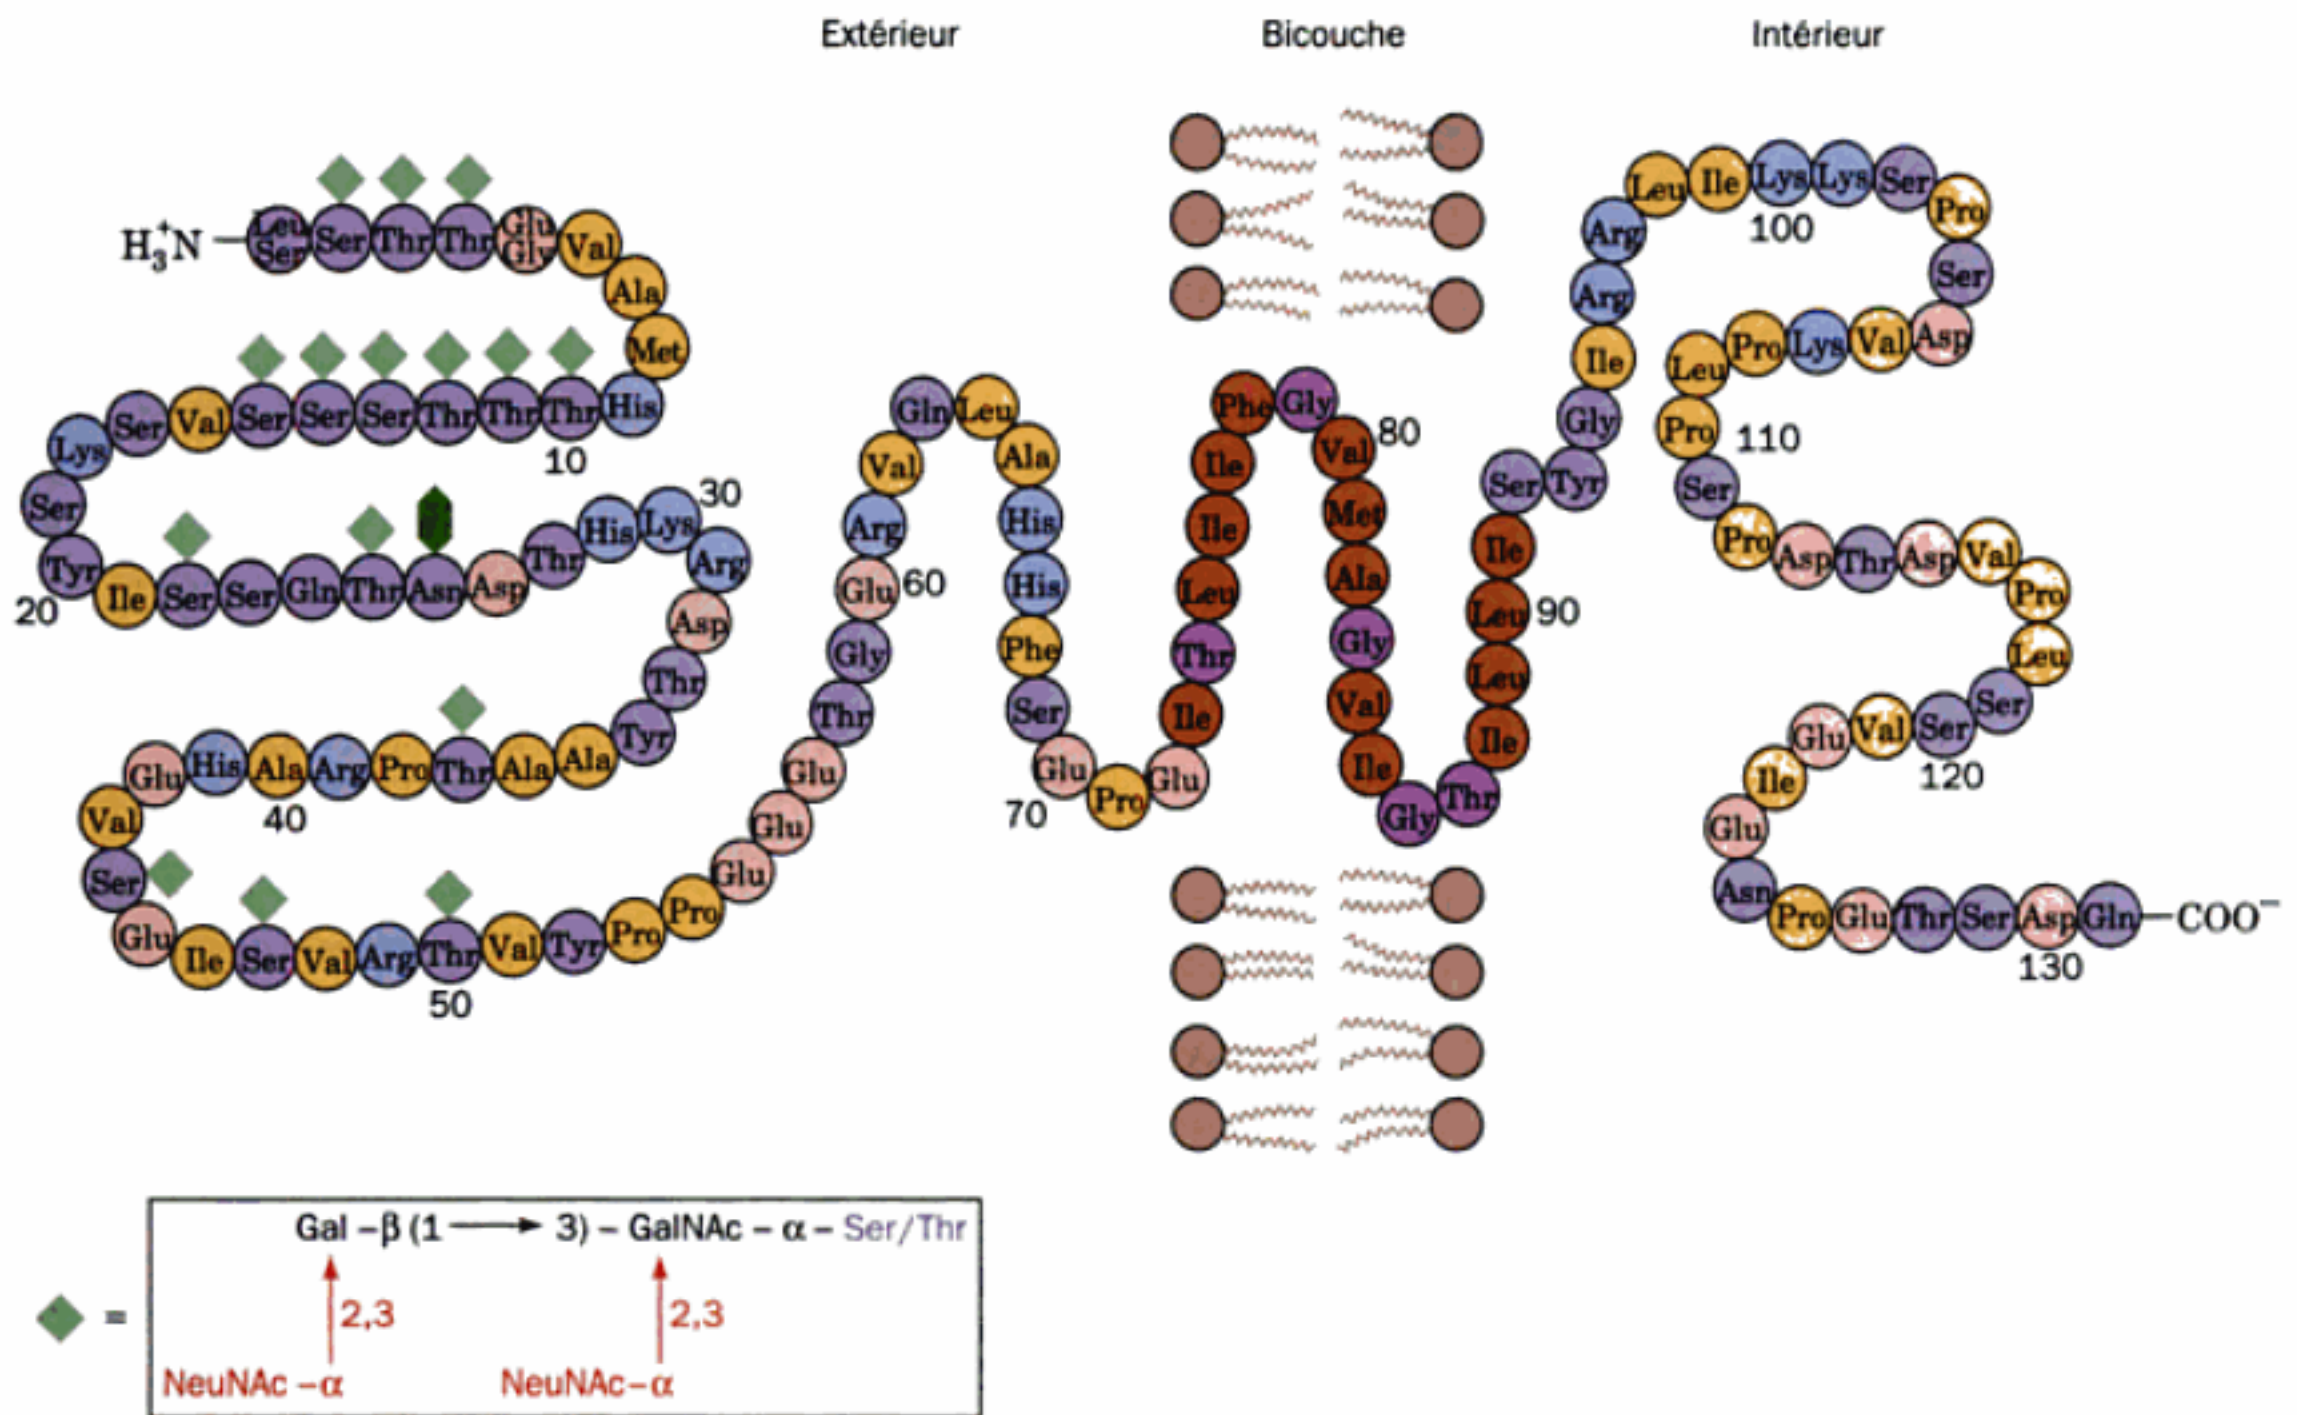 Extérieur Bicouche Intérieur
H₃⁺N — Leu/Ser Ser Thr Thr Glu/Gly Val
Ala
Met
Ser Val Ser Ser Ser Thr Thr Thr His
10
Lys
Ser
Tyr
20
Ile Ser Ser Gln Thr Asn Asp Thr His Lys
30
Arg
Asp
Thr
Tyr
Glu His Ala Arg Pro Thr Ala Ala
40
Val
Ser
Glu
Ile Ser Val Arg Thr Val Tyr Pro Pro
50
Glu
Glu
Glu
Thr
Gly
Glu 60
Arg
Val
Gln Leu
Ala
His
His
Phe
Ser
Glu
70
Pro Glu
Ile
Thr
Leu
Ile
Ile
Phe Gly
Val 80
Met
Ala
Gly
Val
Ile
Gly Thr
Ile
Leu
Leu 90
Ile
Ser Tyr
Gly
Ile
Arg
Arg
Leu Ile Lys Lys Ser Pro
100
Ser
Leu Pro Lys Val Asp
Pro 110
Ser
Pro Asp Thr Asp Val
Pro
Leu
Glu Val Ser Ser
120
Ile
Glu
Asn
Pro Glu Thr Ser Asp Gln — COO⁻
130
Gal –β (1 ⟶ 3) – GalNAc – α – Ser/Thr
=
2,3 2,3
NeuNAc –α NeuNAc–α